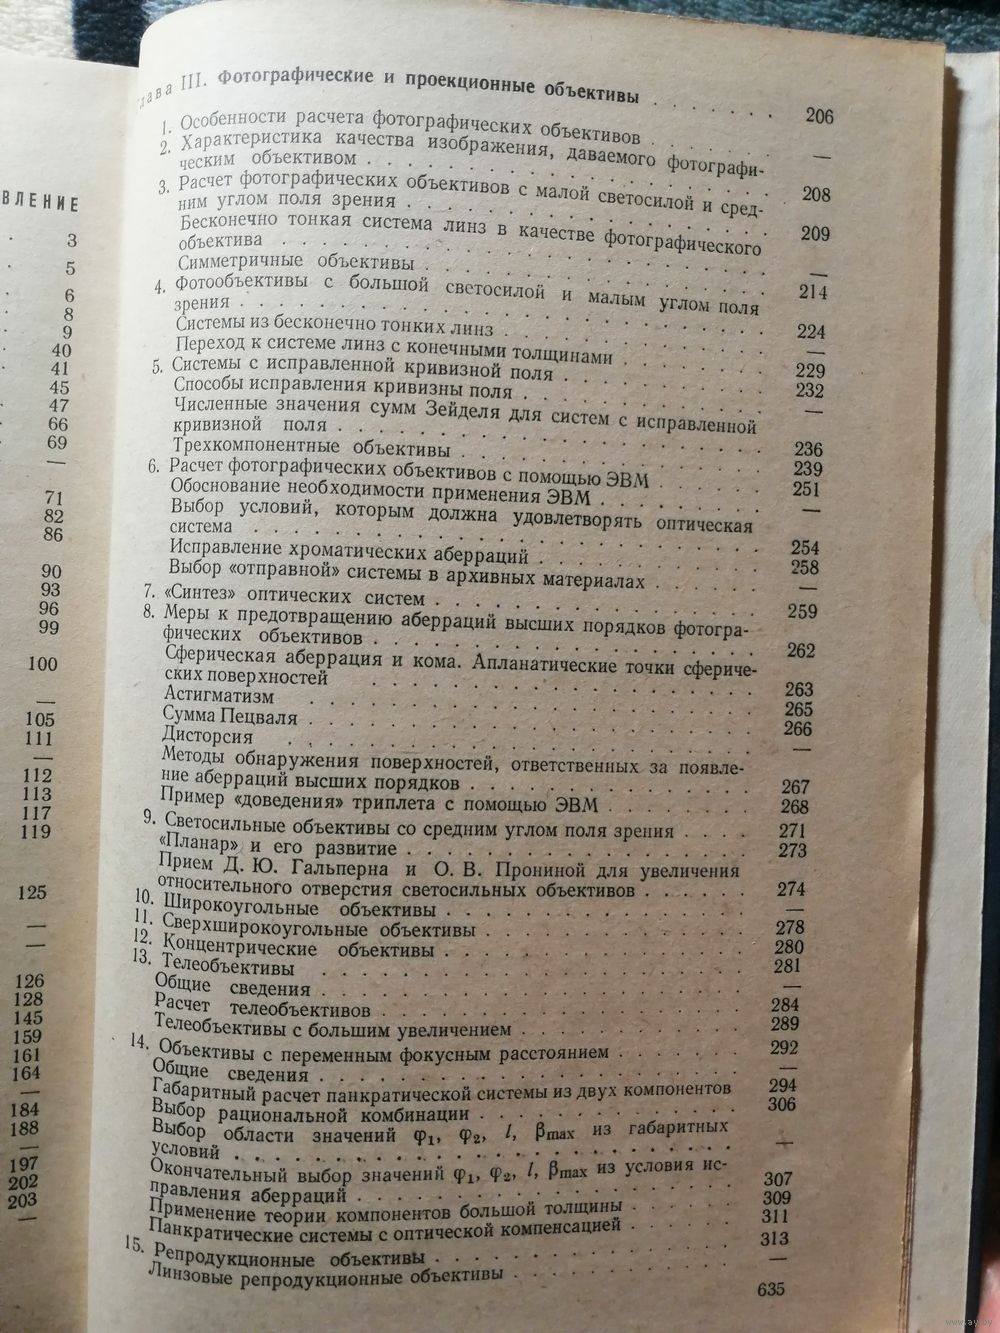 ВЛЕНИЕ
3
5
6
8
9
40
41
45
47
66
69
—
71
82
86
90
93
96
99
100
—
105
111
—
112
113
117
119
125
—
—
126
128
145
159
161
164
—
184
188
—
197
202
203
—
глава III. Фотографические и проекционные объективы . . . . . . 206
1. Особенности расчета фотографических объективов . . . . . . —
2. Характеристика качества изображения, даваемого фотографи-
ческим объективом . . . . . . 208
3. Расчет фотографических объективов с малой светосилой и сред-
ним углом поля зрения . . . . . . 209
Бесконечно тонкая система линз в качестве фотографического
объектива . . . . . . —
Симметричные объективы . . . . . . 214
4. Фотообъективы с большой светосилой и малым углом поля
зрения . . . . . . 224
Системы из бесконечно тонких линз . . . . . . —
Переход к системе линз с конечными толщинами . . . . . . 229
5. Системы с исправленной кривизной поля . . . . . . 232
Способы исправления кривизны поля . . . . . . —
Численные значения сумм Зейделя для систем с исправленной
кривизной поля . . . . . . 236
Трехкомпонентные объективы . . . . . . 239
6. Расчет фотографических объективов с помощью ЭВМ . . . . . . 251
Обоснование необходимости применения ЭВМ . . . . . . —
Выбор условий, которым должна удовлетворять оптическая
система . . . . . . 254
Исправление хроматических аберраций . . . . . . 258
Выбор «отправной» системы в архивных материалах . . . . . . —
7. «Синтез» оптических систем . . . . . . 259
8. Меры к предотвращению аберраций высших порядков фотогра-
фических объективов . . . . . . 262
Сферическая аберрация и кома. Апланатические точки сфериче-
ских поверхностей . . . . . . 263
Астигматизм . . . . . . 265
Сумма Пецваля . . . . . . 266
Дисторсия . . . . . . —
Методы обнаружения поверхностей, ответственных за появле-
ние аберраций высших порядков . . . . . . 267
Пример «доведения» триплета с помощью ЭВМ . . . . . . 268
9. Светосильные объективы со средним углом поля зрения . . . . 271
«Планар» и его развитие . . . . . . 273
Прием Д. Ю. Гальперна и О. В. Прониной для увеличения
относительного отверстия светосильных объективов . . . . . . 274
10. Широкоугольные объективы . . . . . . —
11. Сверхширокоугольные объективы . . . . . . 278
12. Концентрические объективы . . . . . . 280
13. Телеобъективы . . . . . . 281
Общие сведения . . . . . . —
Расчет телеобъективов . . . . . . 284
Телеобъективы с большим увеличением . . . . . . 289
14. Объективы с переменным фокусным расстоянием . . . . . . 292
Общие сведения . . . . . . —
Габаритный расчет панкратической системы из двух компонентов 294
Выбор рациональной комбинации . . . . . . 306
Выбор области значений φ₁, φ₂, l, βmax из габаритных
условий . . . . . . —
Окончательный выбор значений φ₁, φ₂, l, βmax из условия ис-
правления аберраций . . . . . . 307
Применение теории компонентов большой толщины . . . . . . 309
Панкратические системы с оптической компенсацией . . . . . . 311
15. Репродукционные объективы . . . . . . 313
Линзовые репродукционные объективы . . . . . . —
635
www.ay.by